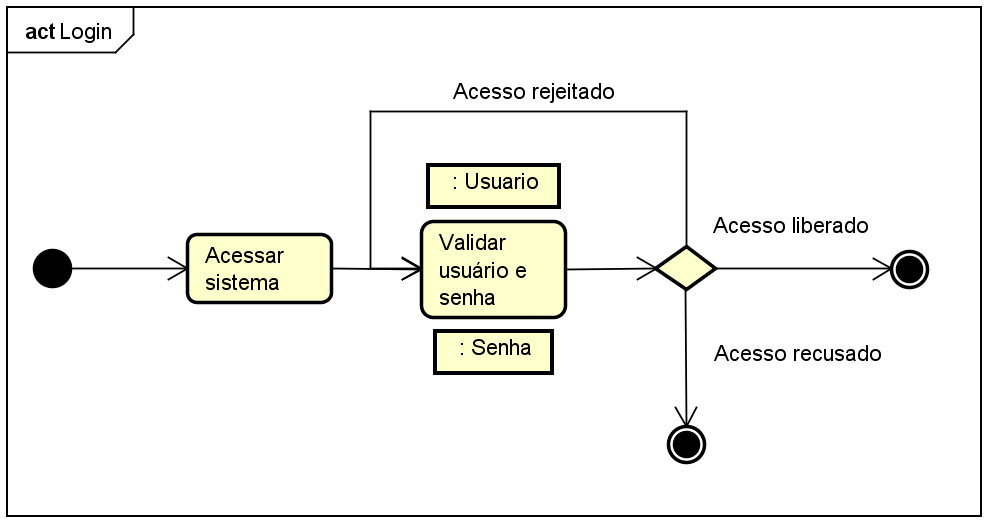 act Login
Acesso rejeitado
: Usuario
Acesso liberado
Acessar
sistema
Validar
usuário e
senha
: Senha
Acesso recusado